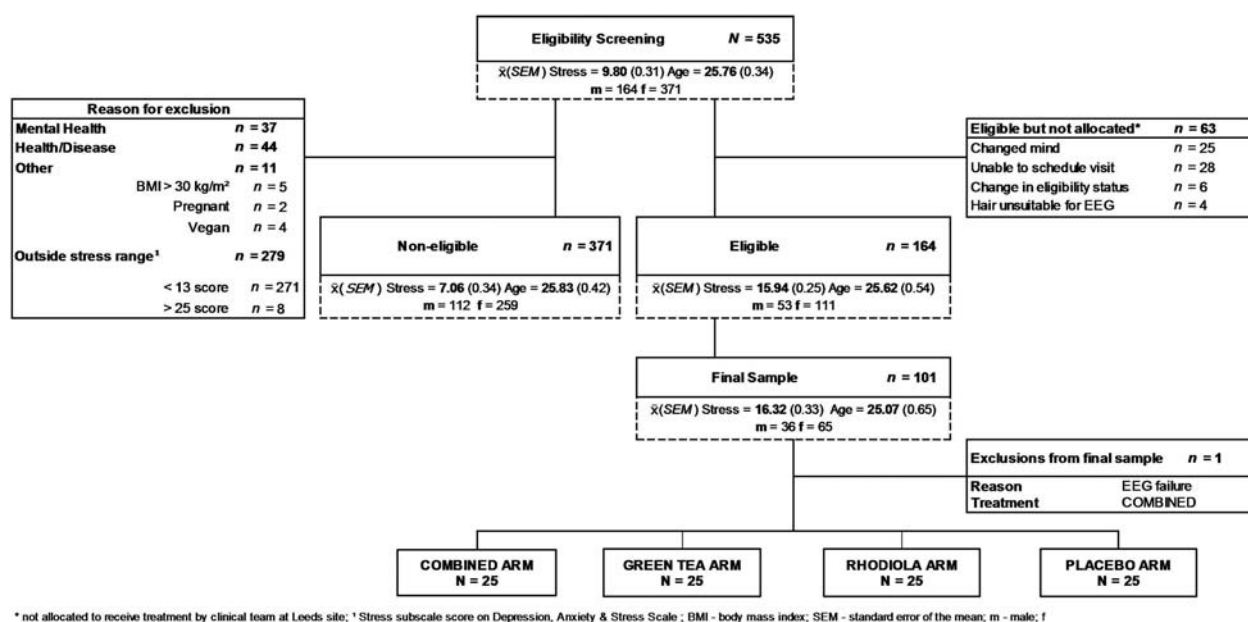 Eligibility Screening N = 535
x̄(SEM) Stress = 9.80 (0.31) Age = 25.76 (0.34)
m = 164 f = 371
Reason for exclusion
Mental Health n = 37
Health/Disease n = 44
Other n = 11
BMI > 30 kg/m² n = 5
Pregnant n = 2
Vegan n = 4
Outside stress range¹ n = 279
< 13 score n = 271
> 25 score n = 8
Eligible but not allocated* n = 63
Changed mind n = 25
Unable to schedule visit n = 28
Change in eligibility status n = 6
Hair unsuitable for EEG n = 4
Non-eligible n = 371
x̄(SEM) Stress = 7.06 (0.34) Age = 25.83 (0.42)
m = 112 f = 259
Eligible n = 164
x̄(SEM) Stress = 15.94 (0.25) Age = 25.62 (0.54)
m = 53 f = 111
Final Sample n = 101
x̄(SEM) Stress = 16.32 (0.33) Age = 25.07 (0.65)
m = 36 f = 65
Exclusions from final sample n = 1
Reason EEG failure
Treatment COMBINED
COMBINED ARM
N = 25
GREEN TEA ARM
N = 25
RHODIOLA ARM
N = 25
PLACEBO ARM
N = 25
* not allocated to receive treatment by clinical team at Leeds site; ¹ Stress subscale score on Depression, Anxiety & Stress Scale ; BMI - body mass index; SEM - standard error of the mean; m - male; f